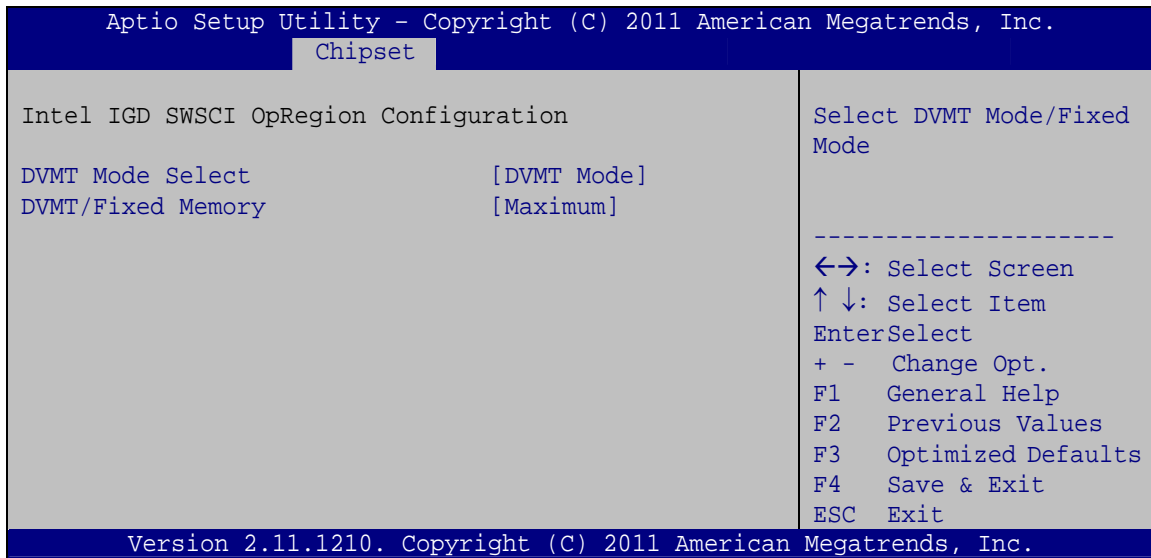 Aptio Setup Utility – Copyright (C) 2011 American Megatrends, Inc.
Chipset
Intel IGD SWSCI OpRegion Configuration
DVMT Mode Select [DVMT Mode]
DVMT/Fixed Memory [Maximum]
Select DVMT Mode/Fixed
Mode
---------------------
←→: Select Screen
↑ ↓: Select Item
EnterSelect
+ - Change Opt.
F1 General Help
F2 Previous Values
F3 Optimized Defaults
F4 Save & Exit
ESC Exit
Version 2.11.1210. Copyright (C) 2011 American Megatrends, Inc.